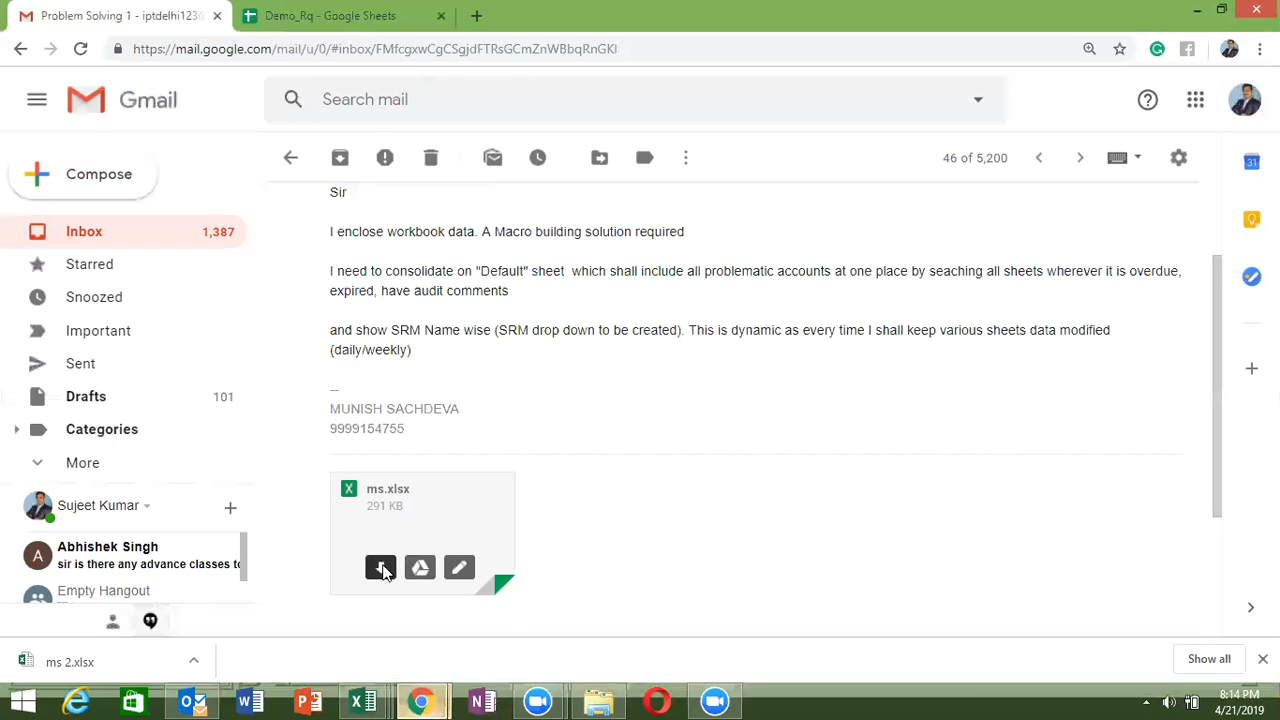 Problem Solving 1 - iptdelhi1230
Demo_Rq - Google Sheets
https://mail.google.com/mail/u/0/#inbox/FMfcgxwCgCSgjdFTRsGCmZnWBbqRnGKl
Gmail
Search mail
Compose
46 of 5,200
Inbox 1,387
Starred
Snoozed
Important
Sent
Drafts 101
Categories
More
Sujeet Kumar
Abhishek Singh
sir is there any advance classes to
Empty Hangout
Sir
I enclose workbook data. A Macro building solution required
I need to consolidate on "Default" sheet which shall include all problematic accounts at one place by seaching all sheets wherever it is overdue,
expired, have audit comments
and show SRM Name wise (SRM drop down to be created). This is dynamic as every time I shall keep various sheets data modified
(daily/weekly)
--
MUNISH SACHDEVA
9999154755
ms.xlsx
291 KB
31
ms 2.xlsx
Show all
8:14 PM
4/21/2019